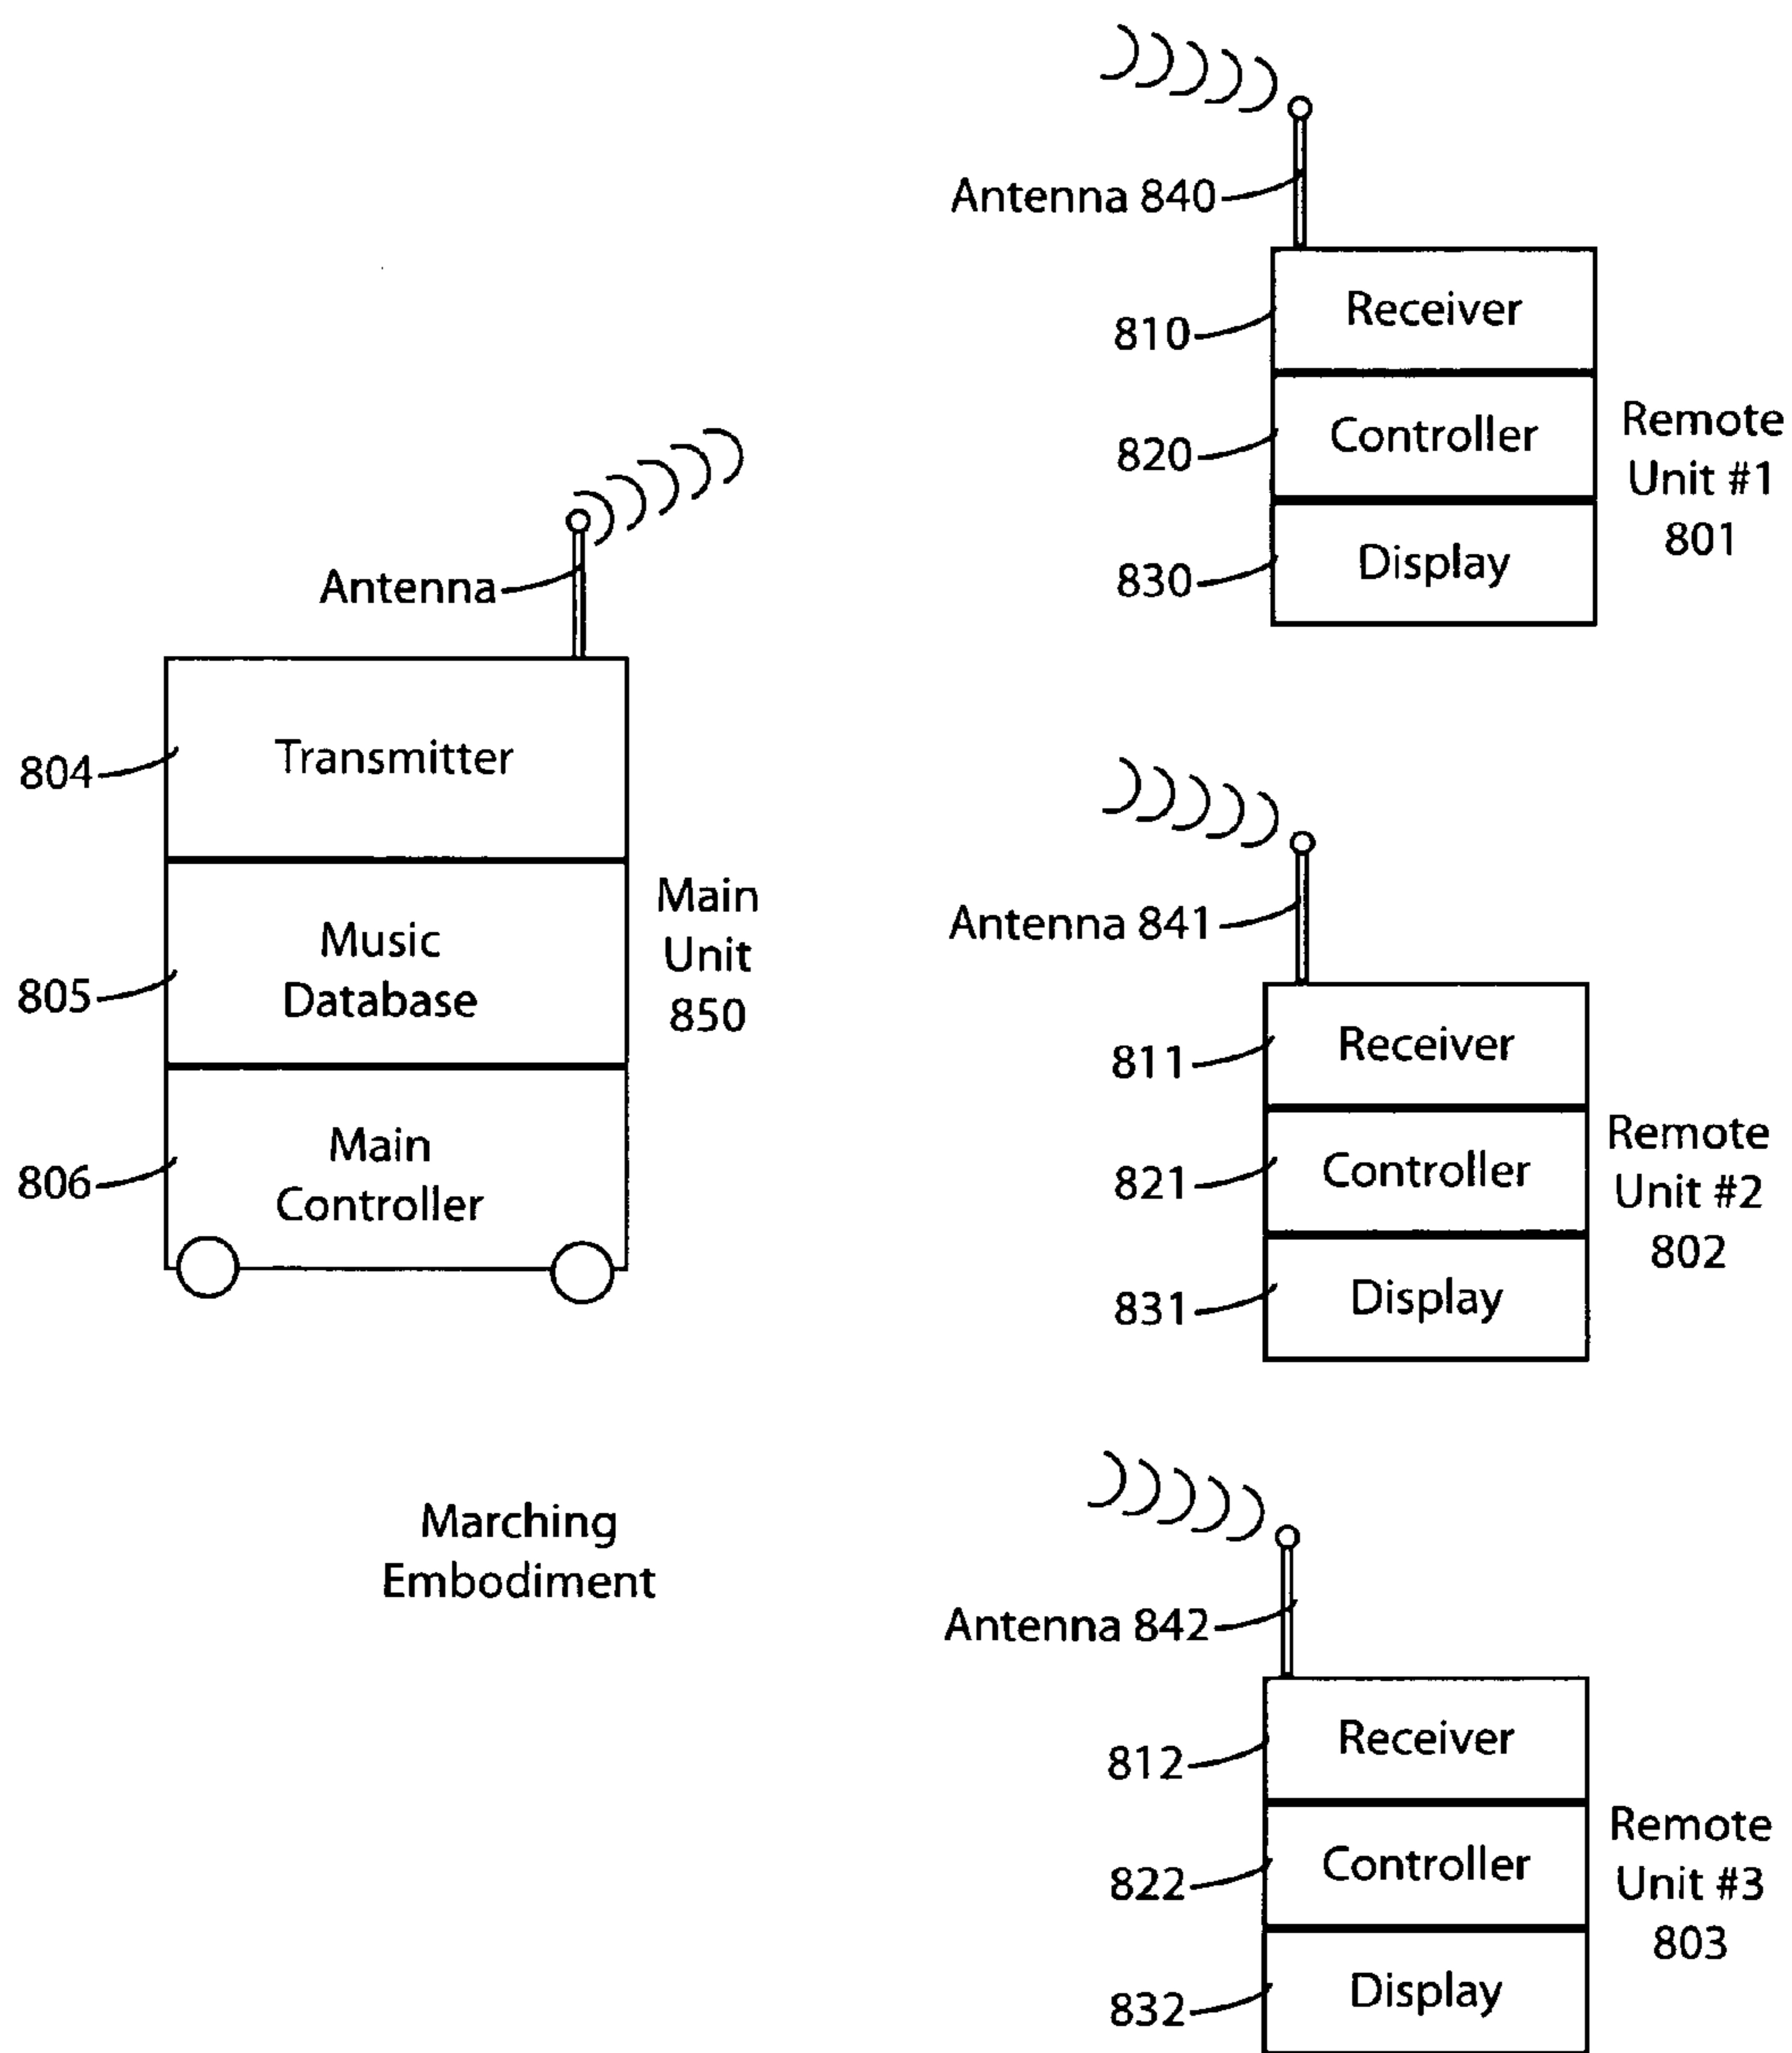 Antenna
804
Transmitter
805
Music
Database
806
Main
Controller
Main
Unit
850
Marching
Embodiment
Antenna 840
810
Receiver
820
Controller
830
Display
Remote
Unit #1
801
Antenna 841
811
Receiver
821
Controller
831
Display
Remote
Unit #2
802
Antenna 842
812
Receiver
822
Controller
832
Display
Remote
Unit #3
803